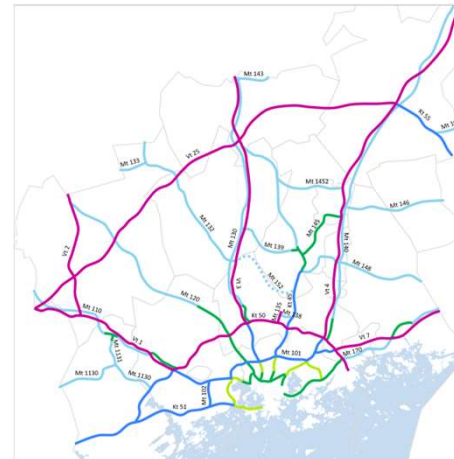 Mt 143
Kt 55
Mt 133
Vt 25
Mt 1452
Mt 146
Mt 145
Vt 2
Mt 132
Mt 130
Mt 139
Mt 140
Mt 152
Mt 148
Vt 3
Mt 110
Mt 120
Kt 45
Vt 4
Mt 135
Kt 50
Vt 7
Vt 1
Mt 1131
Mt 101
Mt 170
Mt 1130
Mt 1130
Mt 102
Kt 51